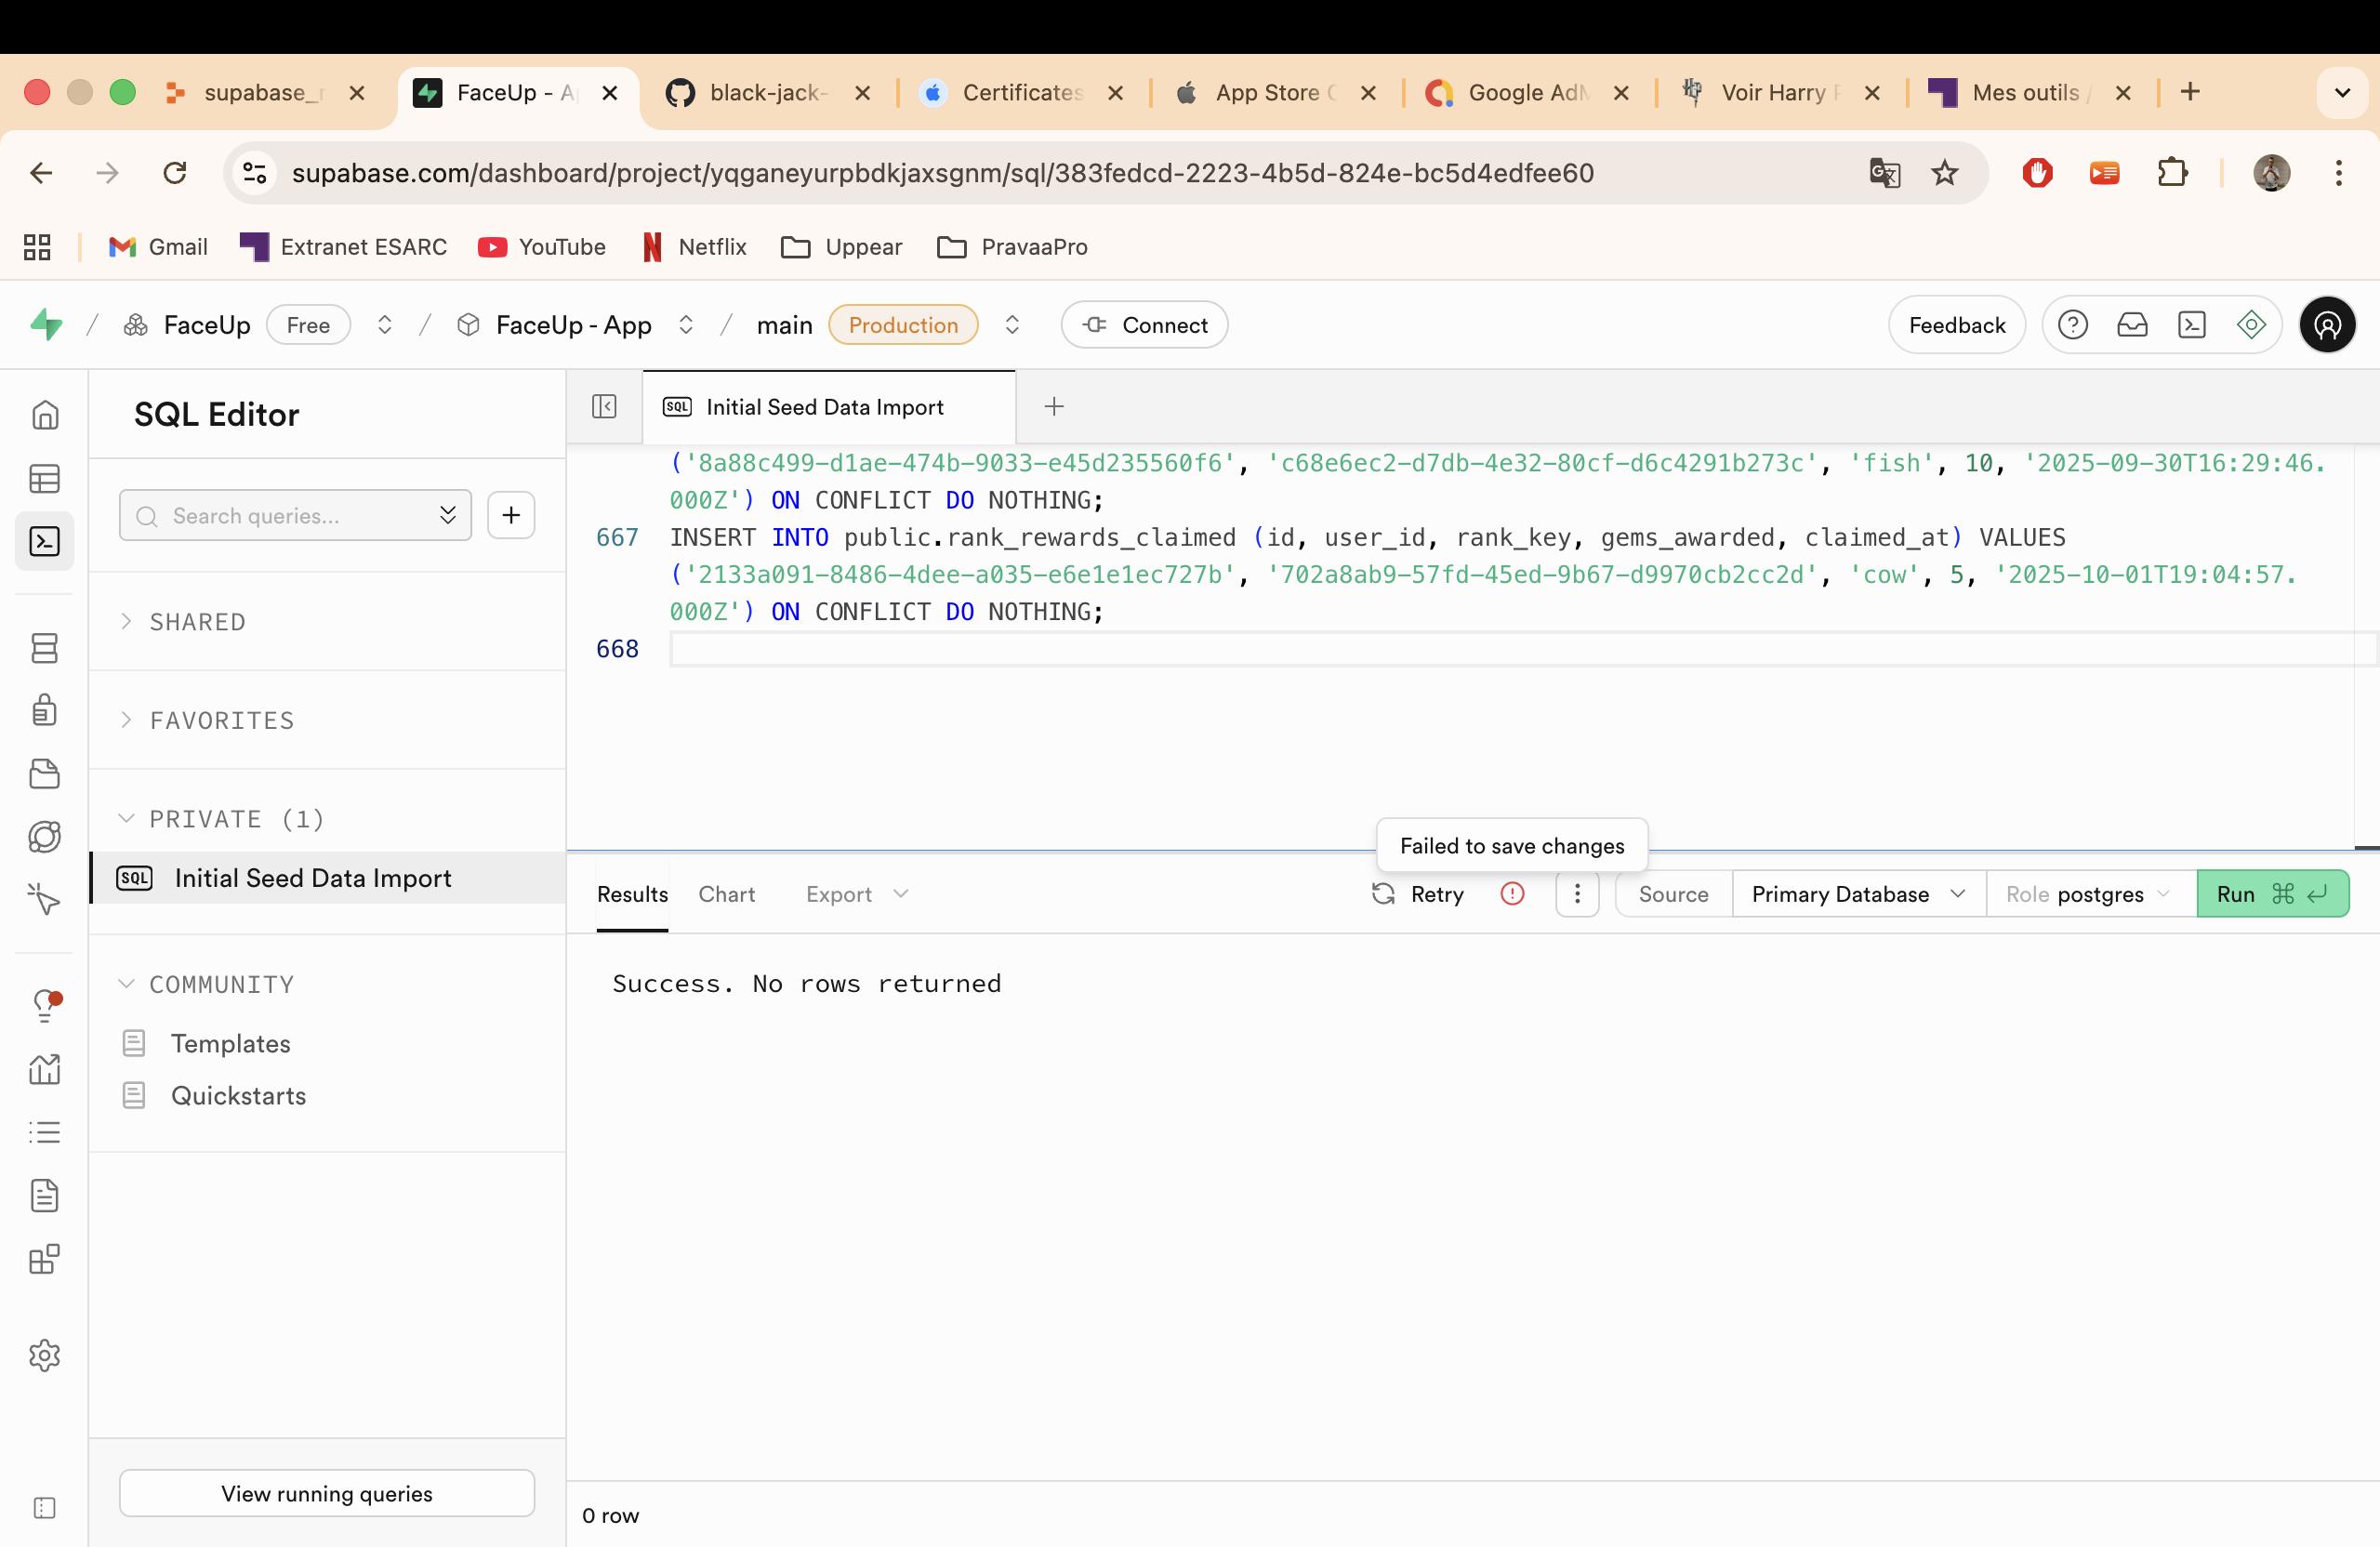 supabase_r
FaceUp - A
black-jack-
Certificates
App Store C
Google AdM
Voir Harry P
Mes outils /
supabase.com/dashboard/project/yqganeyurpbdkjaxsgnm/sql/383fedcd-2223-4b5d-824e-bc5d4edfee60
Gmail
Extranet ESARC
YouTube
Netflix
Uppear
PravaaPro
/ FaceUp Free / FaceUp - App / main Production Connect
Feedback
SQL Editor
Search queries...
SHARED
FAVORITES
PRIVATE (1)
SQL Initial Seed Data Import
COMMUNITY
Templates
Quickstarts
View running queries
SQL Initial Seed Data Import
('8a88c499-d1ae-474b-9033-e45d235560f6', 'c68e6ec2-d7db-4e32-80cf-d6c4291b273c', 'fish', 10, '2025-09-30T16:29:46.
000Z') ON CONFLICT DO NOTHING;
667 INSERT INTO public.rank_rewards_claimed (id, user_id, rank_key, gems_awarded, claimed_at) VALUES
('2133a091-8486-4dee-a035-e6e1e1ec727b', '702a8ab9-57fd-45ed-9b67-d9970cb2cc2d', 'cow', 5, '2025-10-01T19:04:57.
000Z') ON CONFLICT DO NOTHING;
668
Failed to save changes
Results Chart Export Retry Source Primary Database Role postgres Run ⌘ ↵
Success. No rows returned
0 row